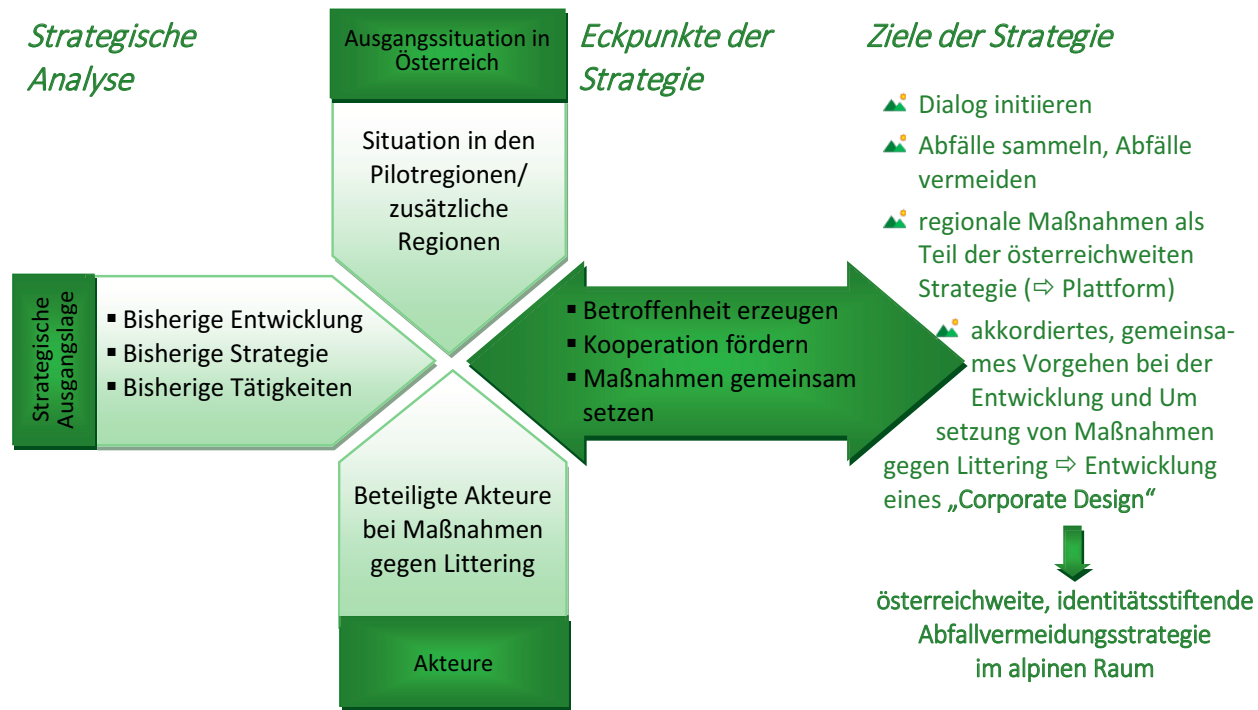 Strategische
Analyse
Ausgangssituation in
Österreich
Situation in den
Pilotregionen/
zusätzliche
Regionen
Strategische
Ausgangslage
▪ Bisherige Entwicklung
▪ Bisherige Strategie
▪ Bisherige Tätigkeiten
Beteiligte Akteure
bei Maßnahmen
gegen Littering
Akteure
Eckpunkte der
Strategie
▪ Betroffenheit erzeugen
▪ Kooperation fördern
▪ Maßnahmen gemeinsam
setzen
Ziele der Strategie
Dialog initiieren
Abfälle sammeln, Abfälle
vermeiden
regionale Maßnahmen als
Teil der österreichweiten
Strategie (⇨ Plattform)
akkordiertes, gemeinsa-
mes Vorgehen bei der
Entwicklung und Um
setzung von Maßnahmen
gegen Littering ⇨ Entwicklung
eines „Corporate Design“
österreichweite, identitätsstiftende
Abfallvermeidungsstrategie
im alpinen Raum